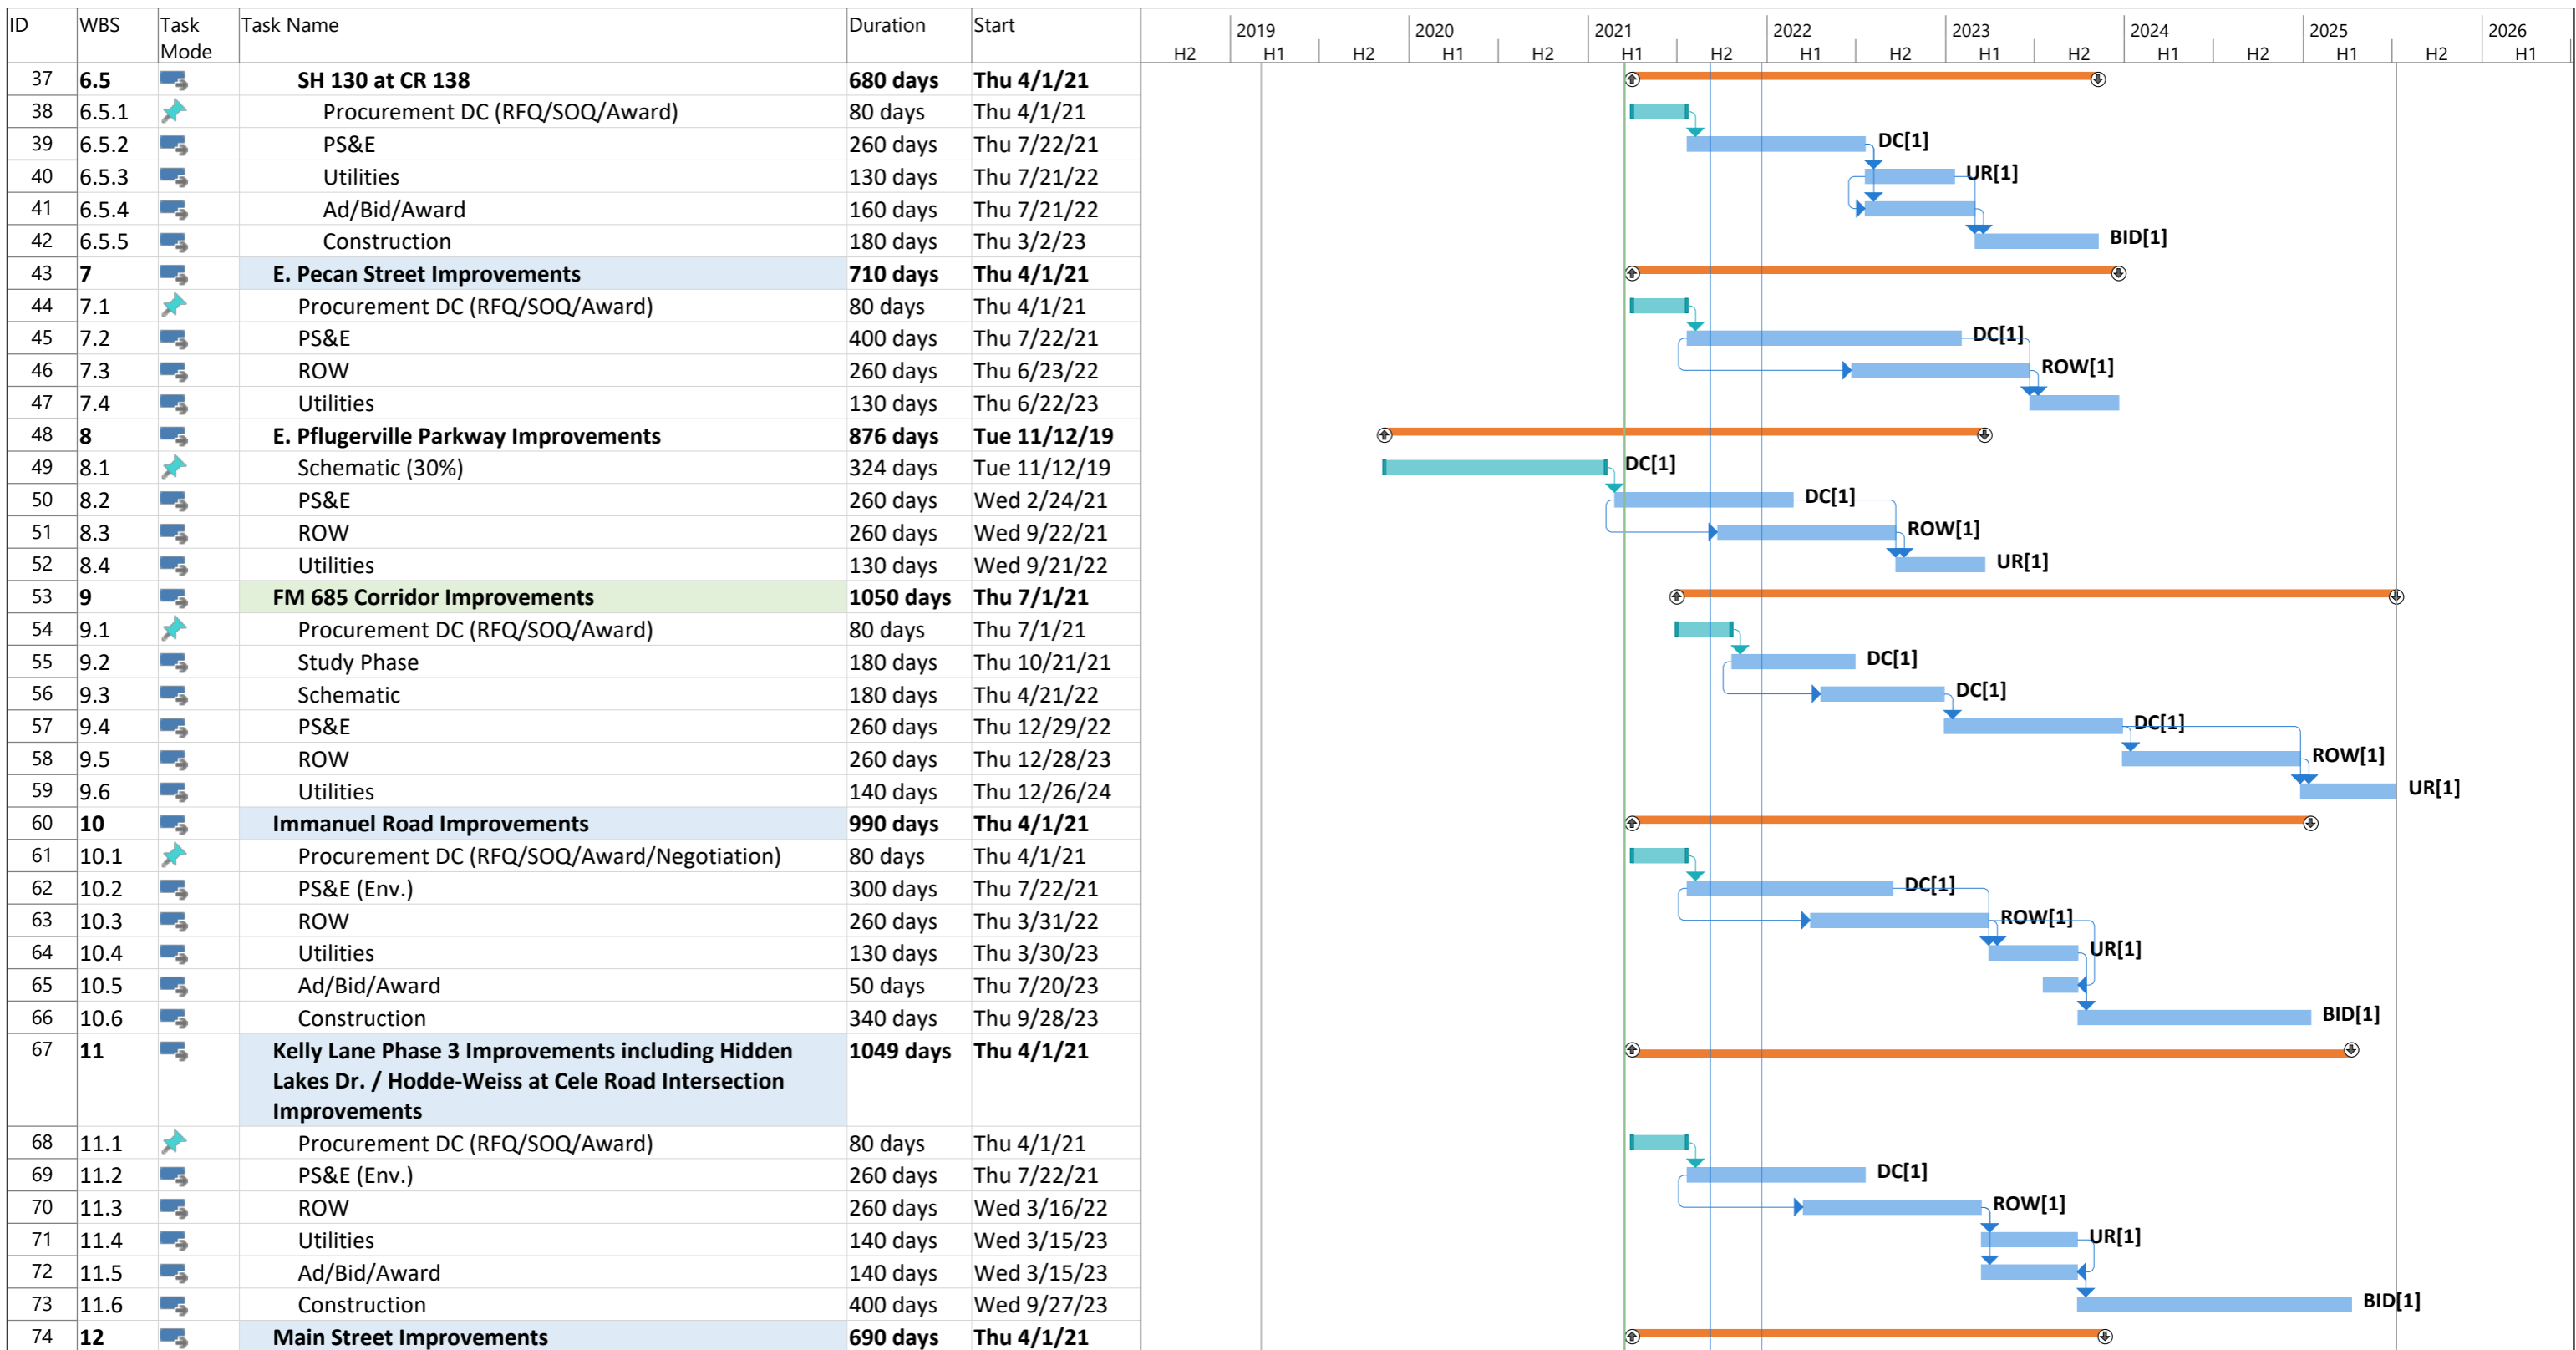 ID WBS Task Mode Task Name Duration Start 2019 2020 2021 2022 2023 2024 2025 2026
H2 H1 H2 H1 H2 H1 H2 H1 H2 H1 H2 H1 H2 H1 H2 H1
37 6.5 SH 130 at CR 138 680 days Thu 4/1/21
38 6.5.1 Procurement DC (RFQ/SOQ/Award) 80 days Thu 4/1/21
39 6.5.2 PS&E 260 days Thu 7/22/21 DC[1]
40 6.5.3 Utilities 130 days Thu 7/21/22 UR[1]
41 6.5.4 Ad/Bid/Award 160 days Thu 7/21/22
42 6.5.5 Construction 180 days Thu 3/2/23 BID[1]
43 7 E. Pecan Street Improvements 710 days Thu 4/1/21
44 7.1 Procurement DC (RFQ/SOQ/Award) 80 days Thu 4/1/21
45 7.2 PS&E 400 days Thu 7/22/21 DC[1]
46 7.3 ROW 260 days Thu 6/23/22 ROW[1]
47 7.4 Utilities 130 days Thu 6/22/23
48 8 E. Pflugerville Parkway Improvements 876 days Tue 11/12/19
49 8.1 Schematic (30%) 324 days Tue 11/12/19 DC[1]
50 8.2 PS&E 260 days Wed 2/24/21 DC[1]
51 8.3 ROW 260 days Wed 9/22/21 ROW[1]
52 8.4 Utilities 130 days Wed 9/21/22 UR[1]
53 9 FM 685 Corridor Improvements 1050 days Thu 7/1/21
54 9.1 Procurement DC (RFQ/SOQ/Award) 80 days Thu 7/1/21
55 9.2 Study Phase 180 days Thu 10/21/21 DC[1]
56 9.3 Schematic 180 days Thu 4/21/22 DC[1]
57 9.4 PS&E 260 days Thu 12/29/22 DC[1]
58 9.5 ROW 260 days Thu 12/28/23 ROW[1]
59 9.6 Utilities 140 days Thu 12/26/24 UR[1]
60 10 Immanuel Road Improvements 990 days Thu 4/1/21
61 10.1 Procurement DC (RFQ/SOQ/Award/Negotiation) 80 days Thu 4/1/21
62 10.2 PS&E (Env.) 300 days Thu 7/22/21 DC[1]
63 10.3 ROW 260 days Thu 3/31/22 ROW[1]
64 10.4 Utilities 130 days Thu 3/30/23 UR[1]
65 10.5 Ad/Bid/Award 50 days Thu 7/20/23
66 10.6 Construction 340 days Thu 9/28/23 BID[1]
67 11 Kelly Lane Phase 3 Improvements including Hidden 1049 days Thu 4/1/21
Lakes Dr. / Hodde-Weiss at Cele Road Intersection
Improvements
68 11.1 Procurement DC (RFQ/SOQ/Award) 80 days Thu 4/1/21
69 11.2 PS&E (Env.) 260 days Thu 7/22/21 DC[1]
70 11.3 ROW 260 days Wed 3/16/22 ROW[1]
71 11.4 Utilities 140 days Wed 3/15/23 UR[1]
72 11.5 Ad/Bid/Award 140 days Wed 3/15/23
73 11.6 Construction 400 days Wed 9/27/23 BID[1]
74 12 Main Street Improvements 690 days Thu 4/1/21